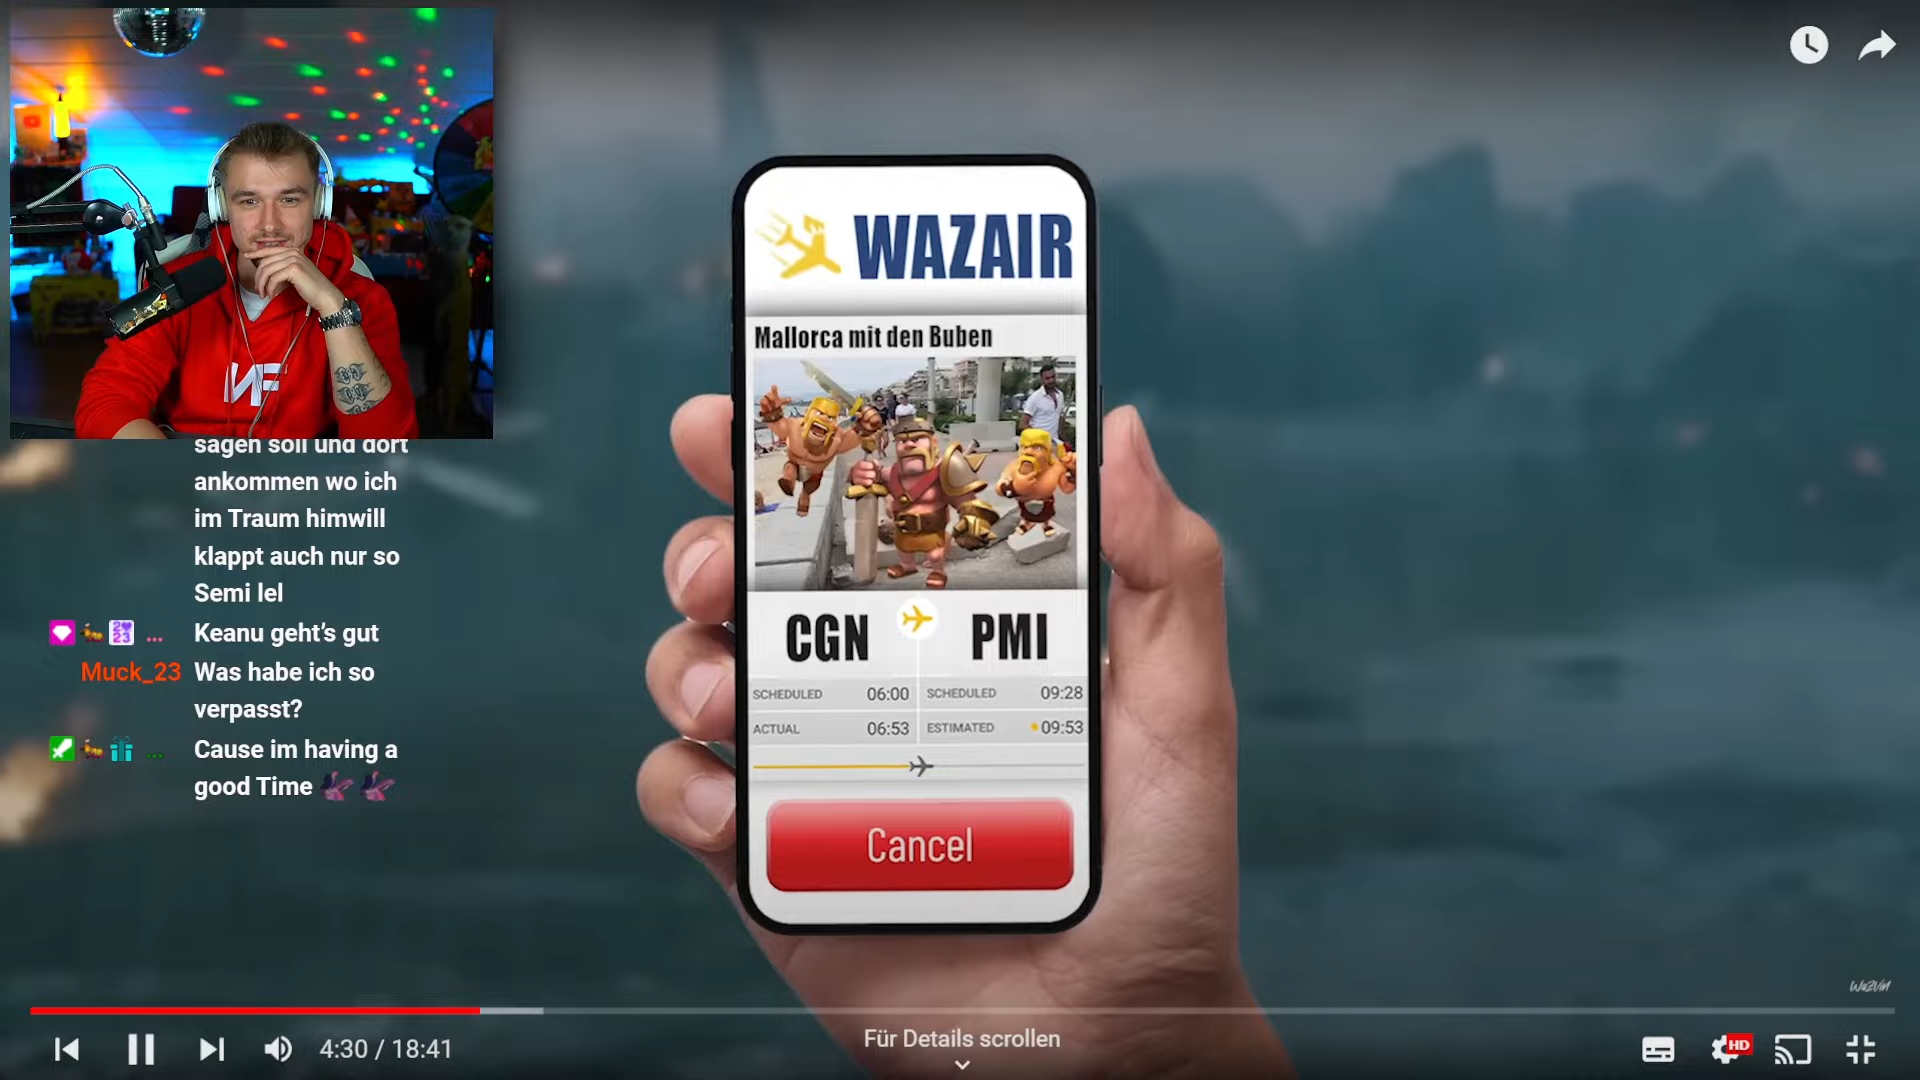 WAZAIR
Mallorca mit den Buben
CGN
PMI
SCHEDULED 06:00
SCHEDULED 09:28
ACTUAL 06:53
ESTIMATED 09:53
Cancel
sagen soll und dort
ankommen wo ich
im Traum himwill
klappt auch nur so
Semi lel
... Keanu geht’s gut
Muck_23 Was habe ich so
verpasst?
... Cause im having a
good Time
WaZViN
4:30 / 18:41
Für Details scrollen
HD